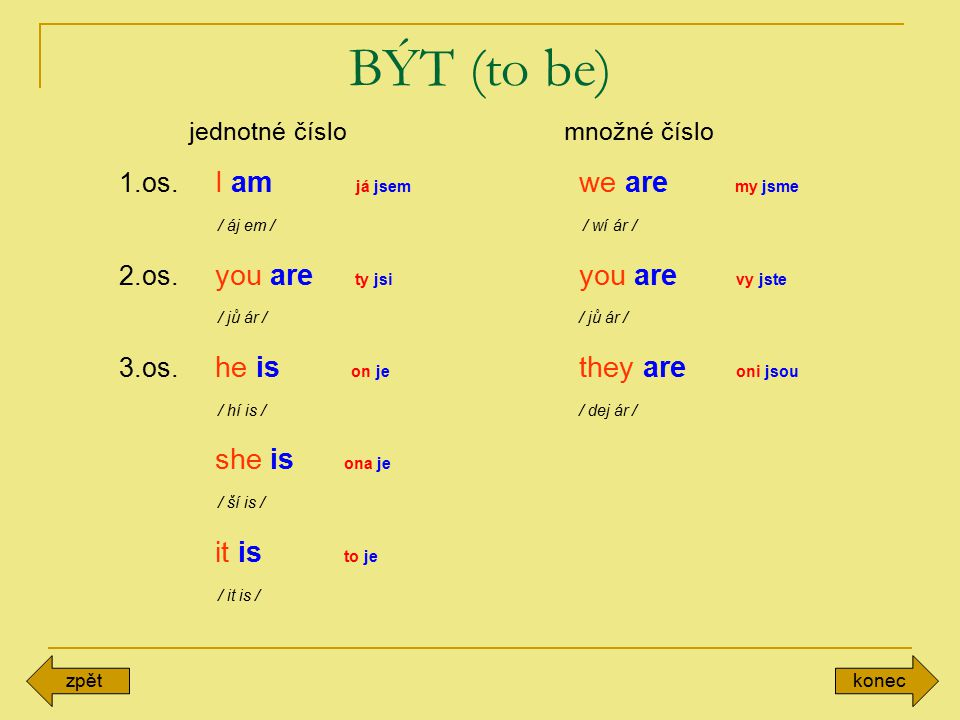 BÝT (to be)
jednotné číslo množné číslo
1.os. I am já jsem we are my jsme
/ áj em / / wí ár /
2.os. you are ty jsi you are vy jste
/ jů ár / / jů ár /
3.os. he is on je they are oni jsou
/ hí is / / dej ár /
she is ona je
/ ší is /
it is to je
/ it is /
zpět konec